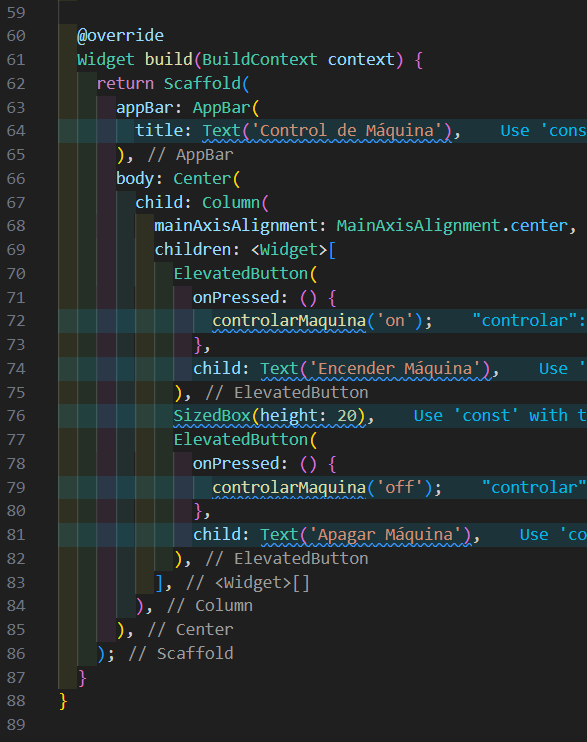 59
60 @override
61 Widget build(BuildContext context) {
62 return Scaffold(
63 appBar: AppBar(
64 title: Text('Control de Máquina'), Use 'cons
65 ), // AppBar
66 body: Center(
67 child: Column(
68 mainAxisAlignment: MainAxisAlignment.center,
69 children: <Widget>[
70 ElevatedButton(
71 onPressed: () {
72 controlarMaquina('on'); "controlar":
73 },
74 child: Text('Encender Máquina'), Use '
75 ), // ElevatedButton
76 SizedBox(height: 20), Use 'const' with t
77 ElevatedButton(
78 onPressed: () {
79 controlarMaquina('off'); "controlar"
80 },
81 child: Text('Apagar Máquina'), Use 'co
82 ), // ElevatedButton
83 ], // <Widget>[]
84 ), // Column
85 ), // Center
86 ); // Scaffold
87 }
88 }
89